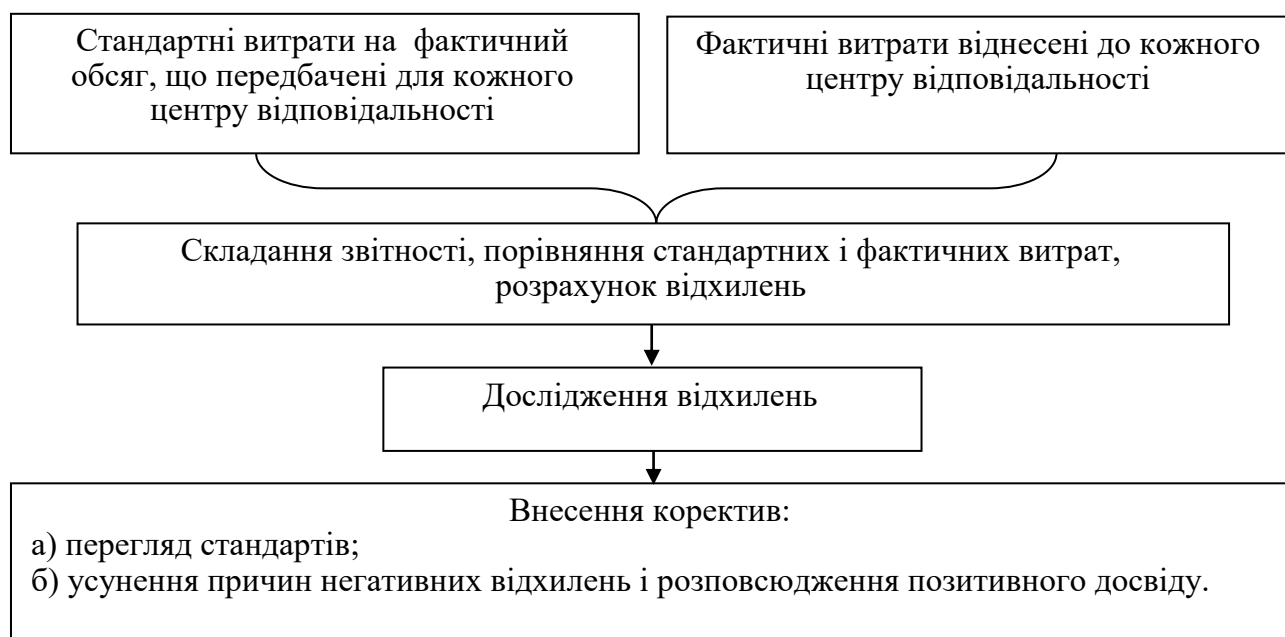 Стандартні витрати на фактичний
обсяг, що передбачені для кожного
центру відповідальності
Фактичні витрати віднесені до кожного
центру відповідальності
Складання звітності, порівняння стандартних і фактичних витрат,
розрахунок відхилень
Дослідження відхилень
Внесення коректив:
а) перегляд стандартів;
б) усунення причин негативних відхилень і розповсюдження позитивного досвіду.